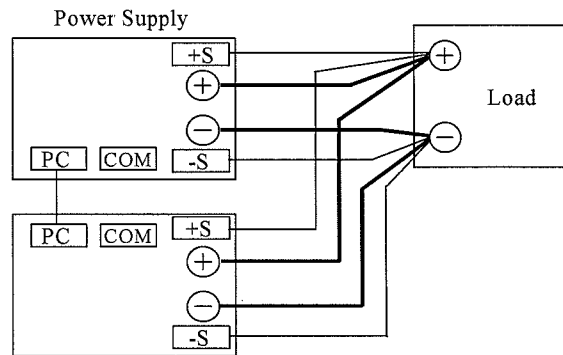 Power Supply
+S
+
Load
−
PC COM
-S
+S
PC COM
+
−
-S
+
−